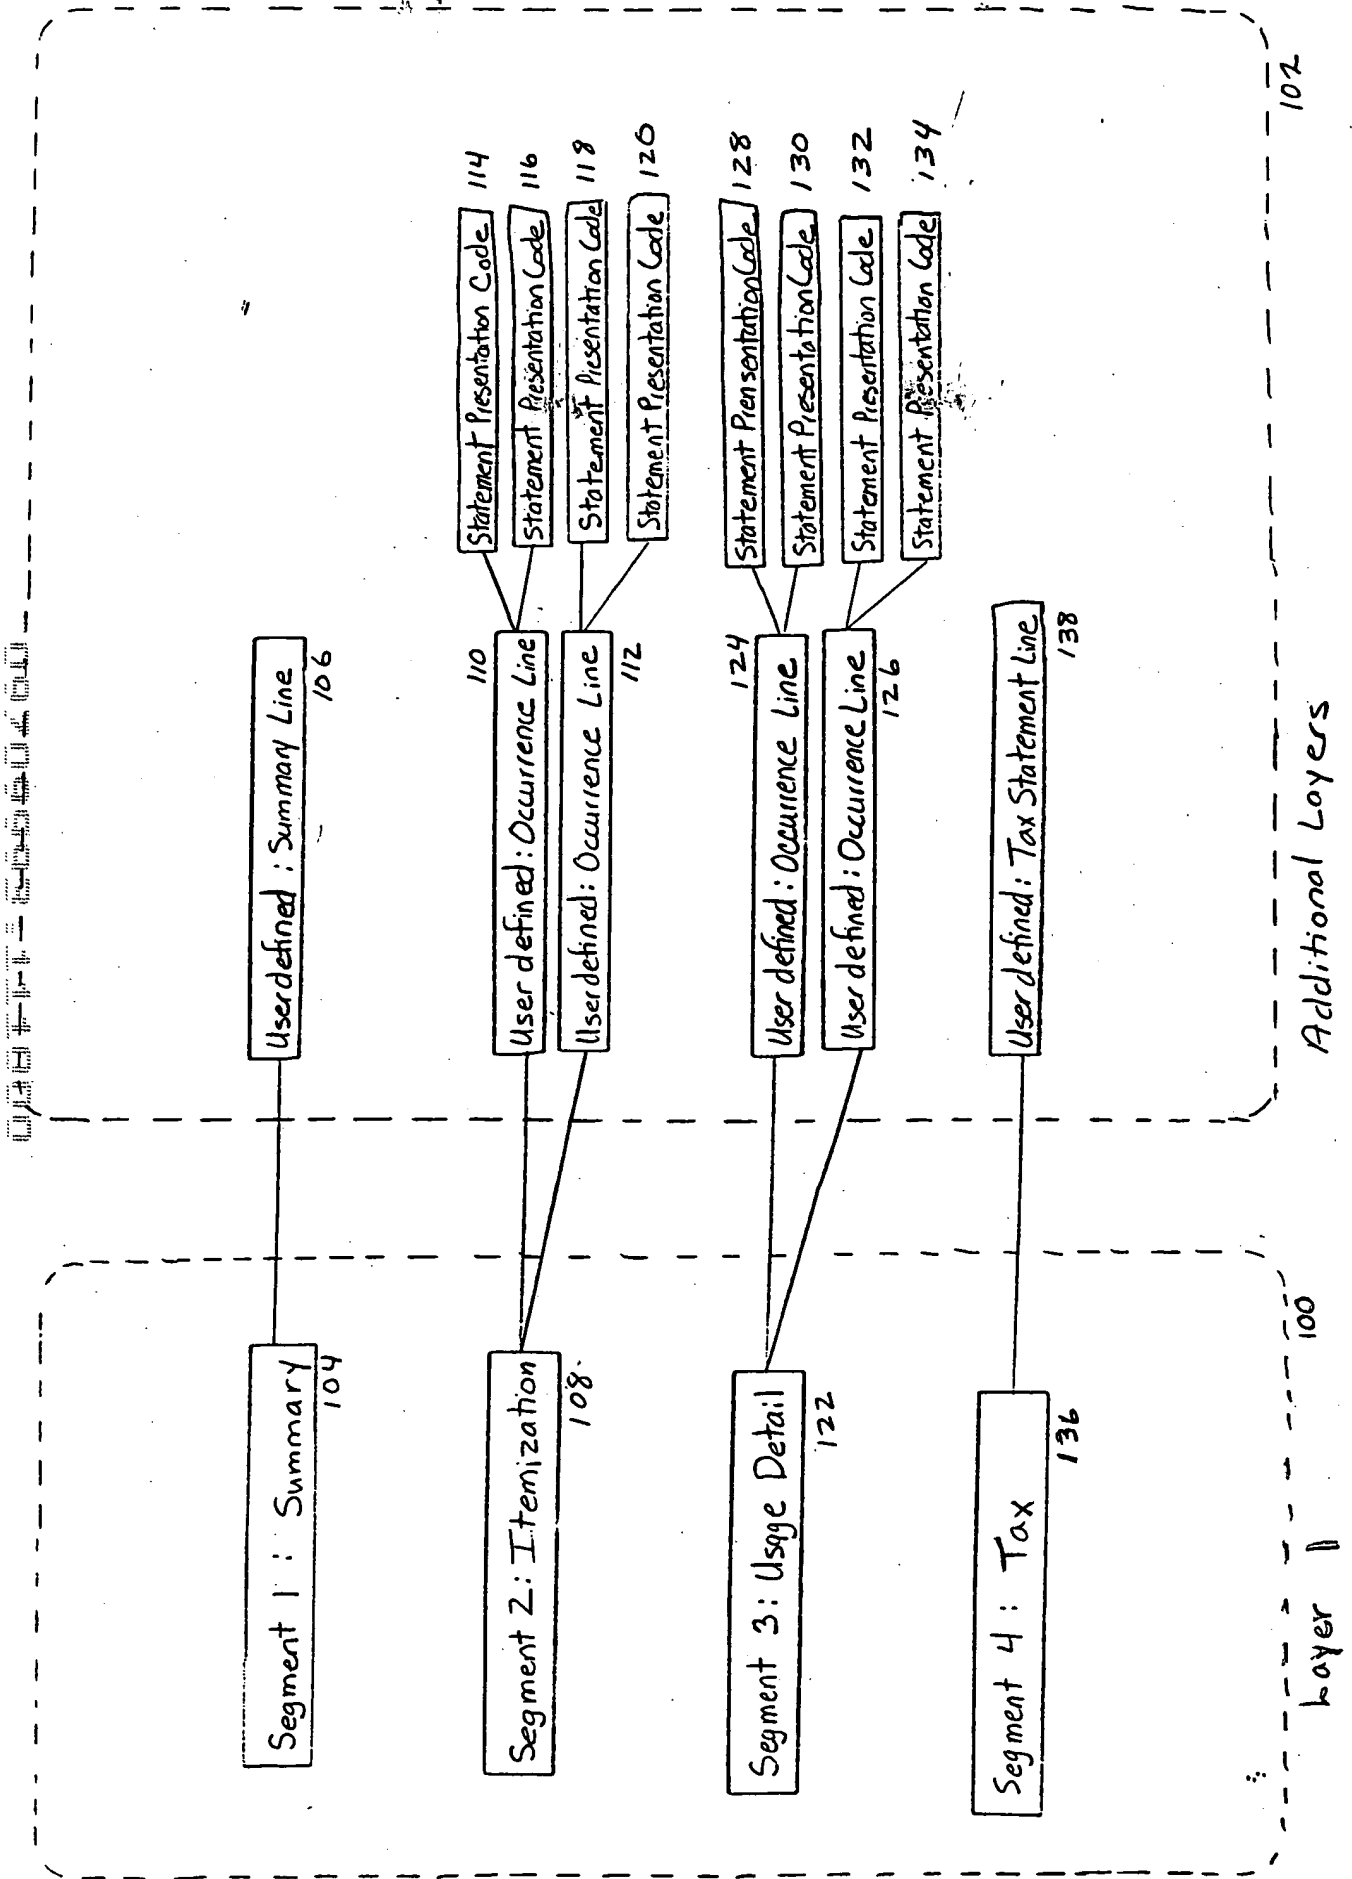 Segment 1 : Summary
104
User defined : Summary Line
106
Segment 2: Itemization
108
User defined: Occurrence Line
110
Statement Presentation Code
114
Statement Presentation Code
116
User defined: Occurrence Line
112
Statement Presentation Code
118
Statement Presentation Code
120
Segment 3: Usage Detail
122
User defined: Occurrence Line
124
Statement Prensentation Code
128
Statement Presentation Code
130
User defined: Occurrence Line
126
Statement Presentation Code
132
Statement Presentation Code
134
Segment 4: Tax
136
User defined: Tax Statement Line
138
Layer 1
100
Additional Layers
102